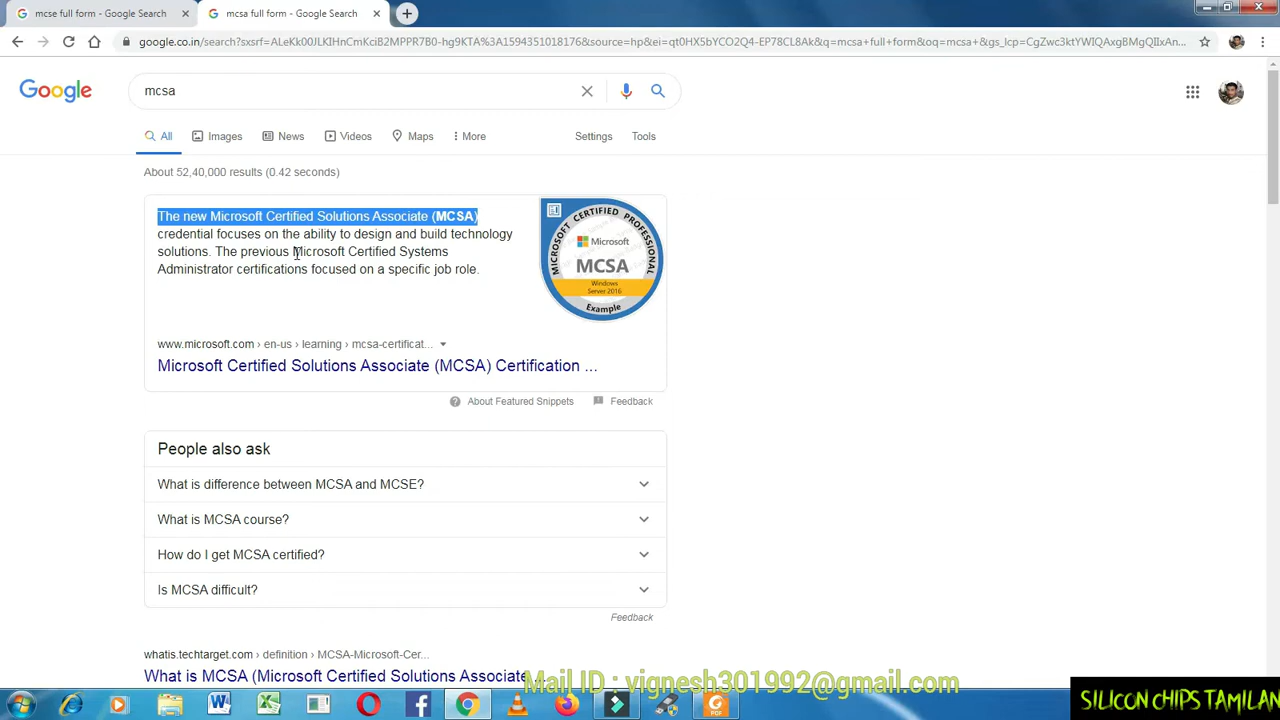 mcse full form - Google Search
mcsa full form - Google Search
google.co.in/search?sxsrf=ALeKk00JLKIHnCmKciB2MPPR7B0-hg9KTA%3A1594351018176&source=hp&ei=qt0HX5bYCO2Q4-EP78CL8Ak&q=mcsa+full+form&oq=mcsa+&gs_lcp=CgZwc3ktYWIQAxgBMgQIIxAn...
Google
mcsa
All
Images
News
Videos
Maps
More
Settings
Tools
About 52,40,000 results (0.42 seconds)
The new Microsoft Certified Solutions Associate (MCSA)
credential focuses on the ability to design and build technology
solutions. The previous Microsoft Certified Systems
Administrator certifications focused on a specific job role.
MICROSOFT CERTIFIED PROFESSIONAL
Microsoft
MCSA
Windows
Server 2016
Example
www.microsoft.com › en-us › learning › mcsa-certificat...
Microsoft Certified Solutions Associate (MCSA) Certification ...
About Featured Snippets
Feedback
People also ask
What is difference between MCSA and MCSE?
What is MCSA course?
How do I get MCSA certified?
Is MCSA difficult?
Feedback
whatis.techtarget.com › definition › MCSA-Microsoft-Cer...
What is MCSA (Microsoft Certified Solutions Associate...
Mail ID : vignesh301992@gmail.com
SILICON CHIPS TAMILAN